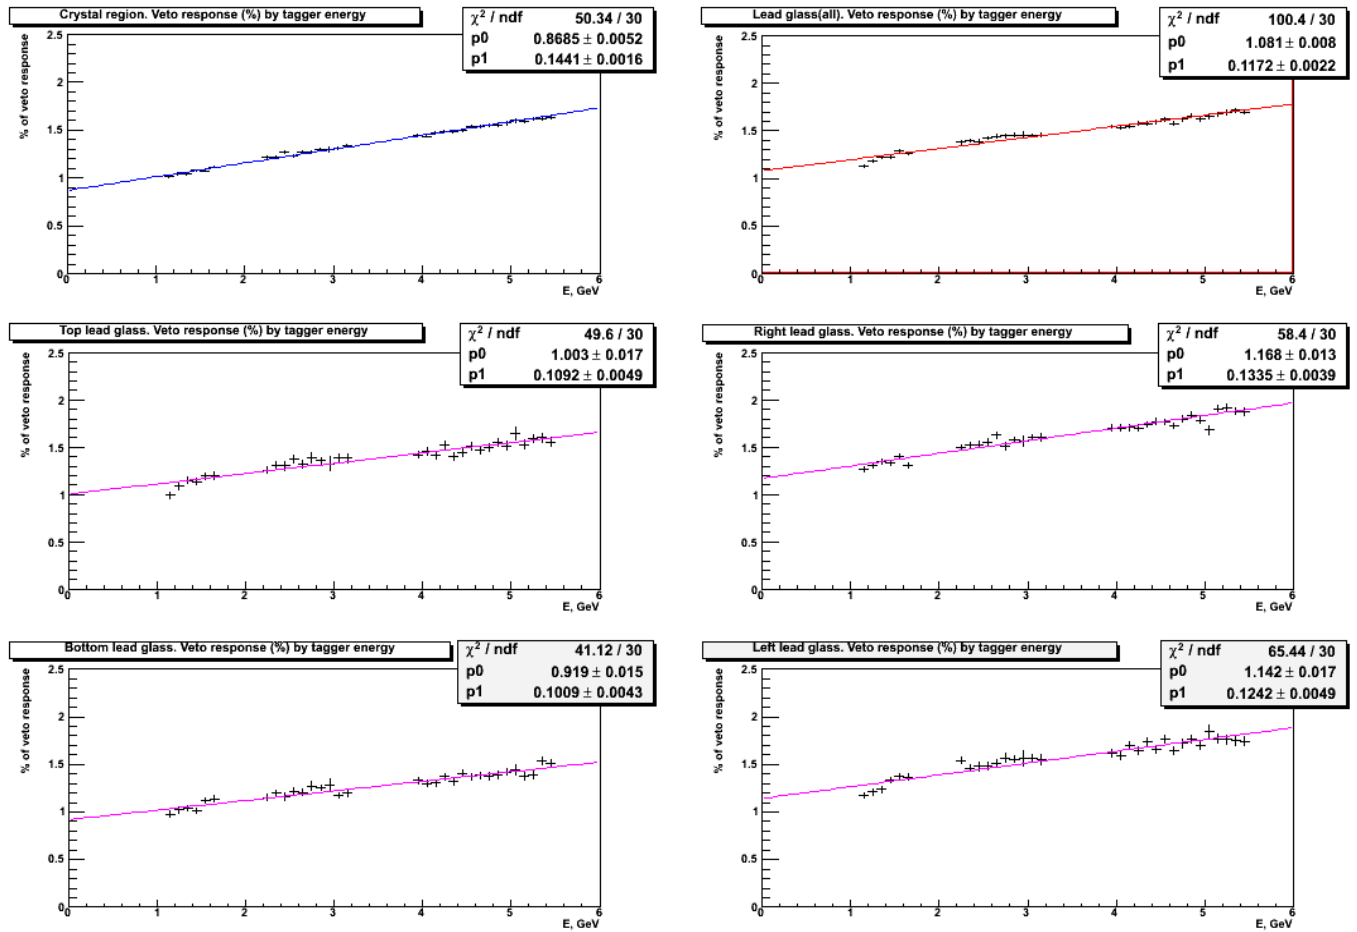 Crystal region. Veto response (%) by tagger energy
χ² / ndf 50.34 / 30
p0 0.8685 ± 0.0052
p1 0.1441 ± 0.0016
% of veto response
2.5
2
1.5
1
0.5
0
0 1 2 3 4 5 6
E, GeV
Lead glass(all). Veto response (%) by tagger energy
χ² / ndf 100.4 / 30
p0 1.081 ± 0.008
p1 0.1172 ± 0.0022
% of veto response
2.5
2
1.5
1
0.5
0
0 1 2 3 4 5 6
E, GeV
Top lead glass. Veto response (%) by tagger energy
χ² / ndf 49.6 / 30
p0 1.003 ± 0.017
p1 0.1092 ± 0.0049
% of veto response
2.5
2
1.5
1
0.5
0
0 1 2 3 4 5 6
E, GeV
Right lead glass. Veto response (%) by tagger energy
χ² / ndf 58.4 / 30
p0 1.168 ± 0.013
p1 0.1335 ± 0.0039
% of veto response
2.5
2
1.5
1
0.5
0
0 1 2 3 4 5 6
E, GeV
Bottom lead glass. Veto response (%) by tagger energy
χ² / ndf 41.12 / 30
p0 0.919 ± 0.015
p1 0.1009 ± 0.0043
% of veto response
2.5
2
1.5
1
0.5
0
0 1 2 3 4 5 6
E, GeV
Left lead glass. Veto response (%) by tagger energy
χ² / ndf 65.44 / 30
p0 1.142 ± 0.017
p1 0.1242 ± 0.0049
% of veto response
2.5
2
1.5
1
0.5
0
0 1 2 3 4 5 6
E, GeV